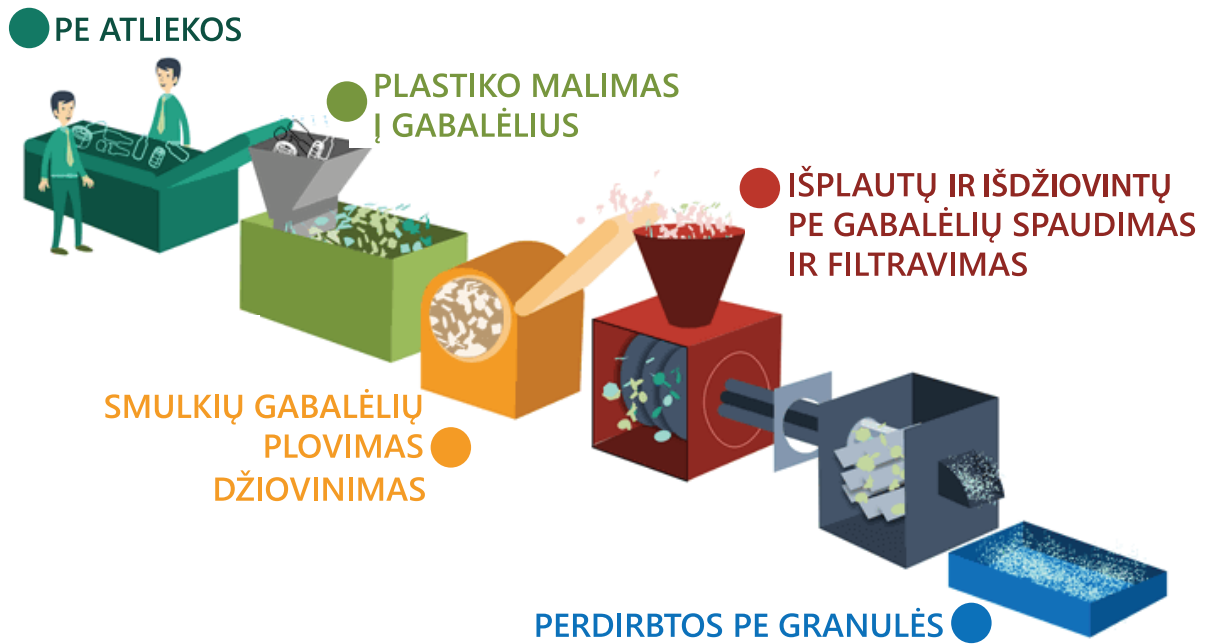 PE ATLIEKOS
PLASTIKO MALIMAS
Į GABALĖLIUS
IŠPLAUTŲ IR IŠDŽIOVINTŲ
PE GABALĖLIŲ SPAUDIMAS
IR FILTRAVIMAS
SMULKIŲ GABALĖLIŲ
PLOVIMAS
DŽIOVINIMAS
PERDIRBTOS PE GRANULĖS